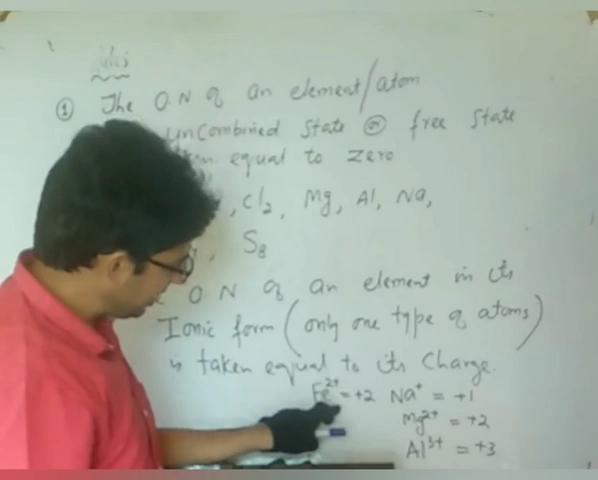 Rules
① The O.N of an element/atom
uncombined state or free state
equal to zero
, Cl₂, Mg, Al, Na,
, S₈
O N of an element in its
Ionic form (only one type of atoms)
is taken equal to its charge.
Fe²⁺ = +2 Na⁺ = +1
Mg²⁺ = +2
Al³⁺ = +3